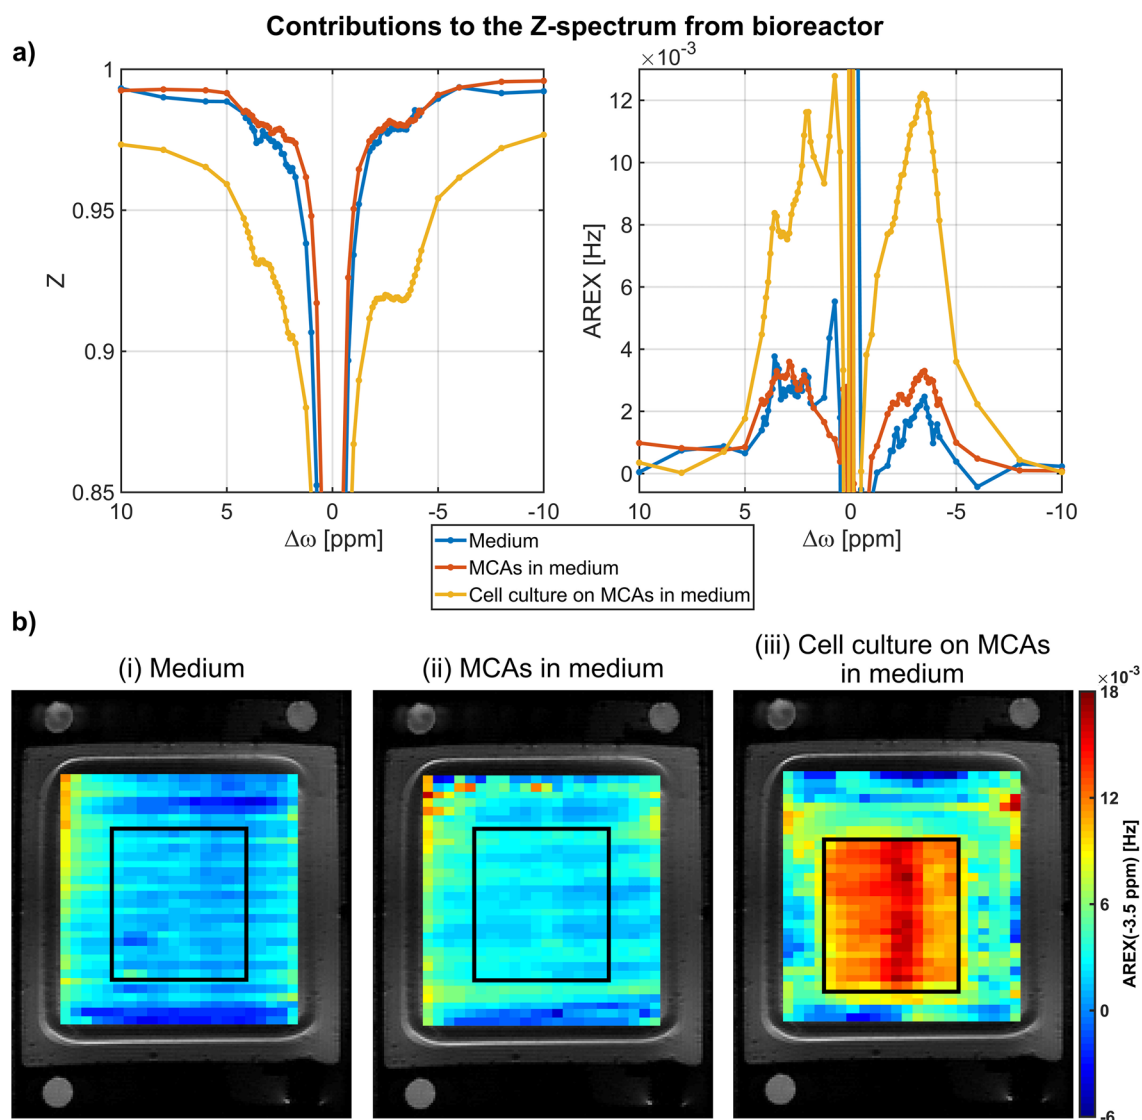 Contributions to the Z-spectrum from bioreactor
a)
1
0.95
0.9
0.85
Z
10 5 0 -5 -10
Δω [ppm]
×10⁻³
12
10
8
6
4
2
0
AREX [Hz]
10 5 0 -5 -10
Δω [ppm]
Medium
MCAs in medium
Cell culture on MCAs in medium
b)
(i) Medium
(ii) MCAs in medium
(iii) Cell culture on MCAs
in medium
×10⁻³
18
12
6
0
-6
AREX(-3.5 ppm) [Hz]